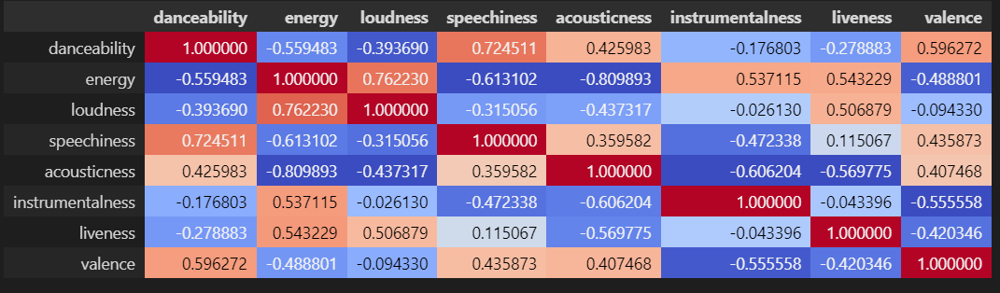 danceability energy loudness speechiness acousticness instrumentalness liveness valence
danceability 1.000000 -0.559483 -0.393690 0.724511 0.425983 -0.176803 -0.278883 0.596272
energy -0.559483 1.000000 0.762230 -0.613102 -0.809893 0.537115 0.543229 -0.488801
loudness -0.393690 0.762230 1.000000 -0.315056 -0.437317 -0.026130 0.506879 -0.094330
speechiness 0.724511 -0.613102 -0.315056 1.000000 0.359582 -0.472338 0.115067 0.435873
acousticness 0.425983 -0.809893 -0.437317 0.359582 1.000000 -0.606204 -0.569775 0.407468
instrumentalness -0.176803 0.537115 -0.026130 -0.472338 -0.606204 1.000000 -0.043396 -0.555558
liveness -0.278883 0.543229 0.506879 0.115067 -0.569775 -0.043396 1.000000 -0.420346
valence 0.596272 -0.488801 -0.094330 0.435873 0.407468 -0.555558 -0.420346 1.000000